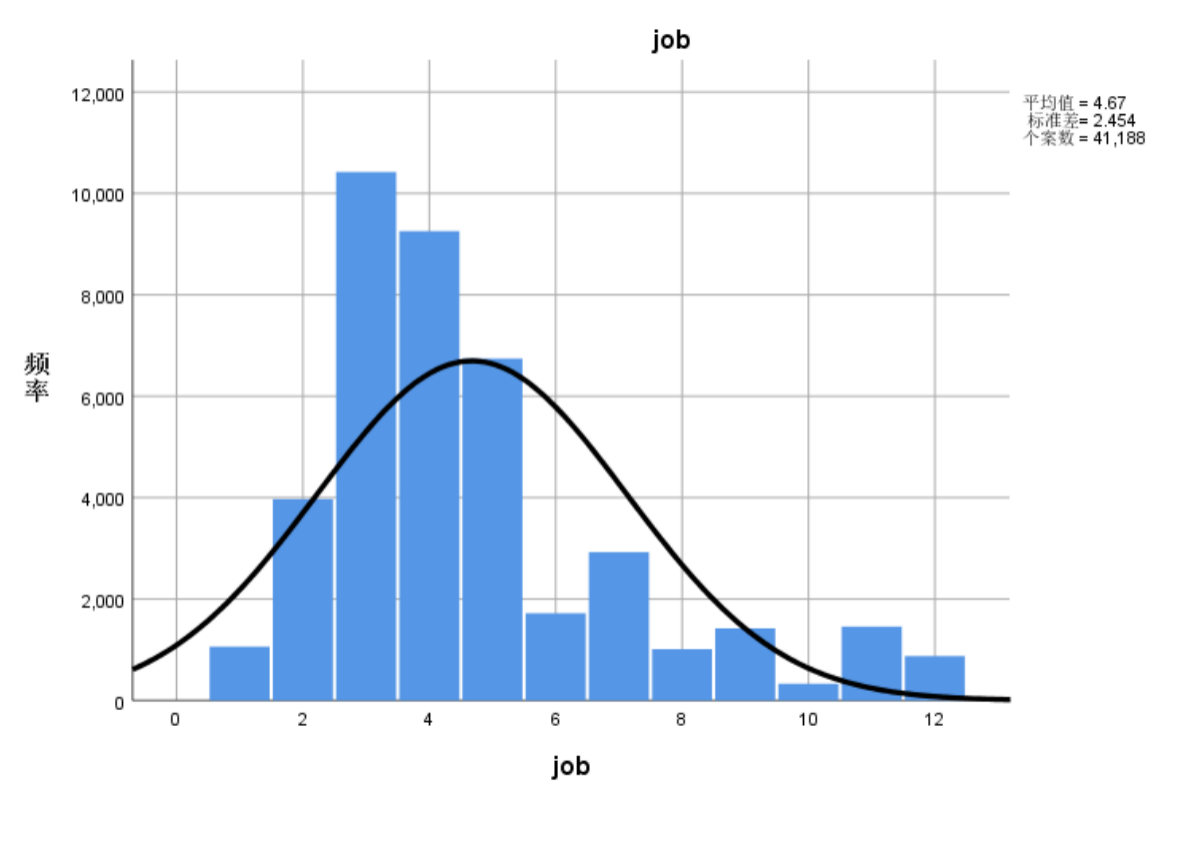 job
平均值 = 4.67
标准差= 2.454
个案数 = 41,188
12,000
10,000
8,000
6,000
4,000
2,000
0
频
率
0 2 4 6 8 10 12
job